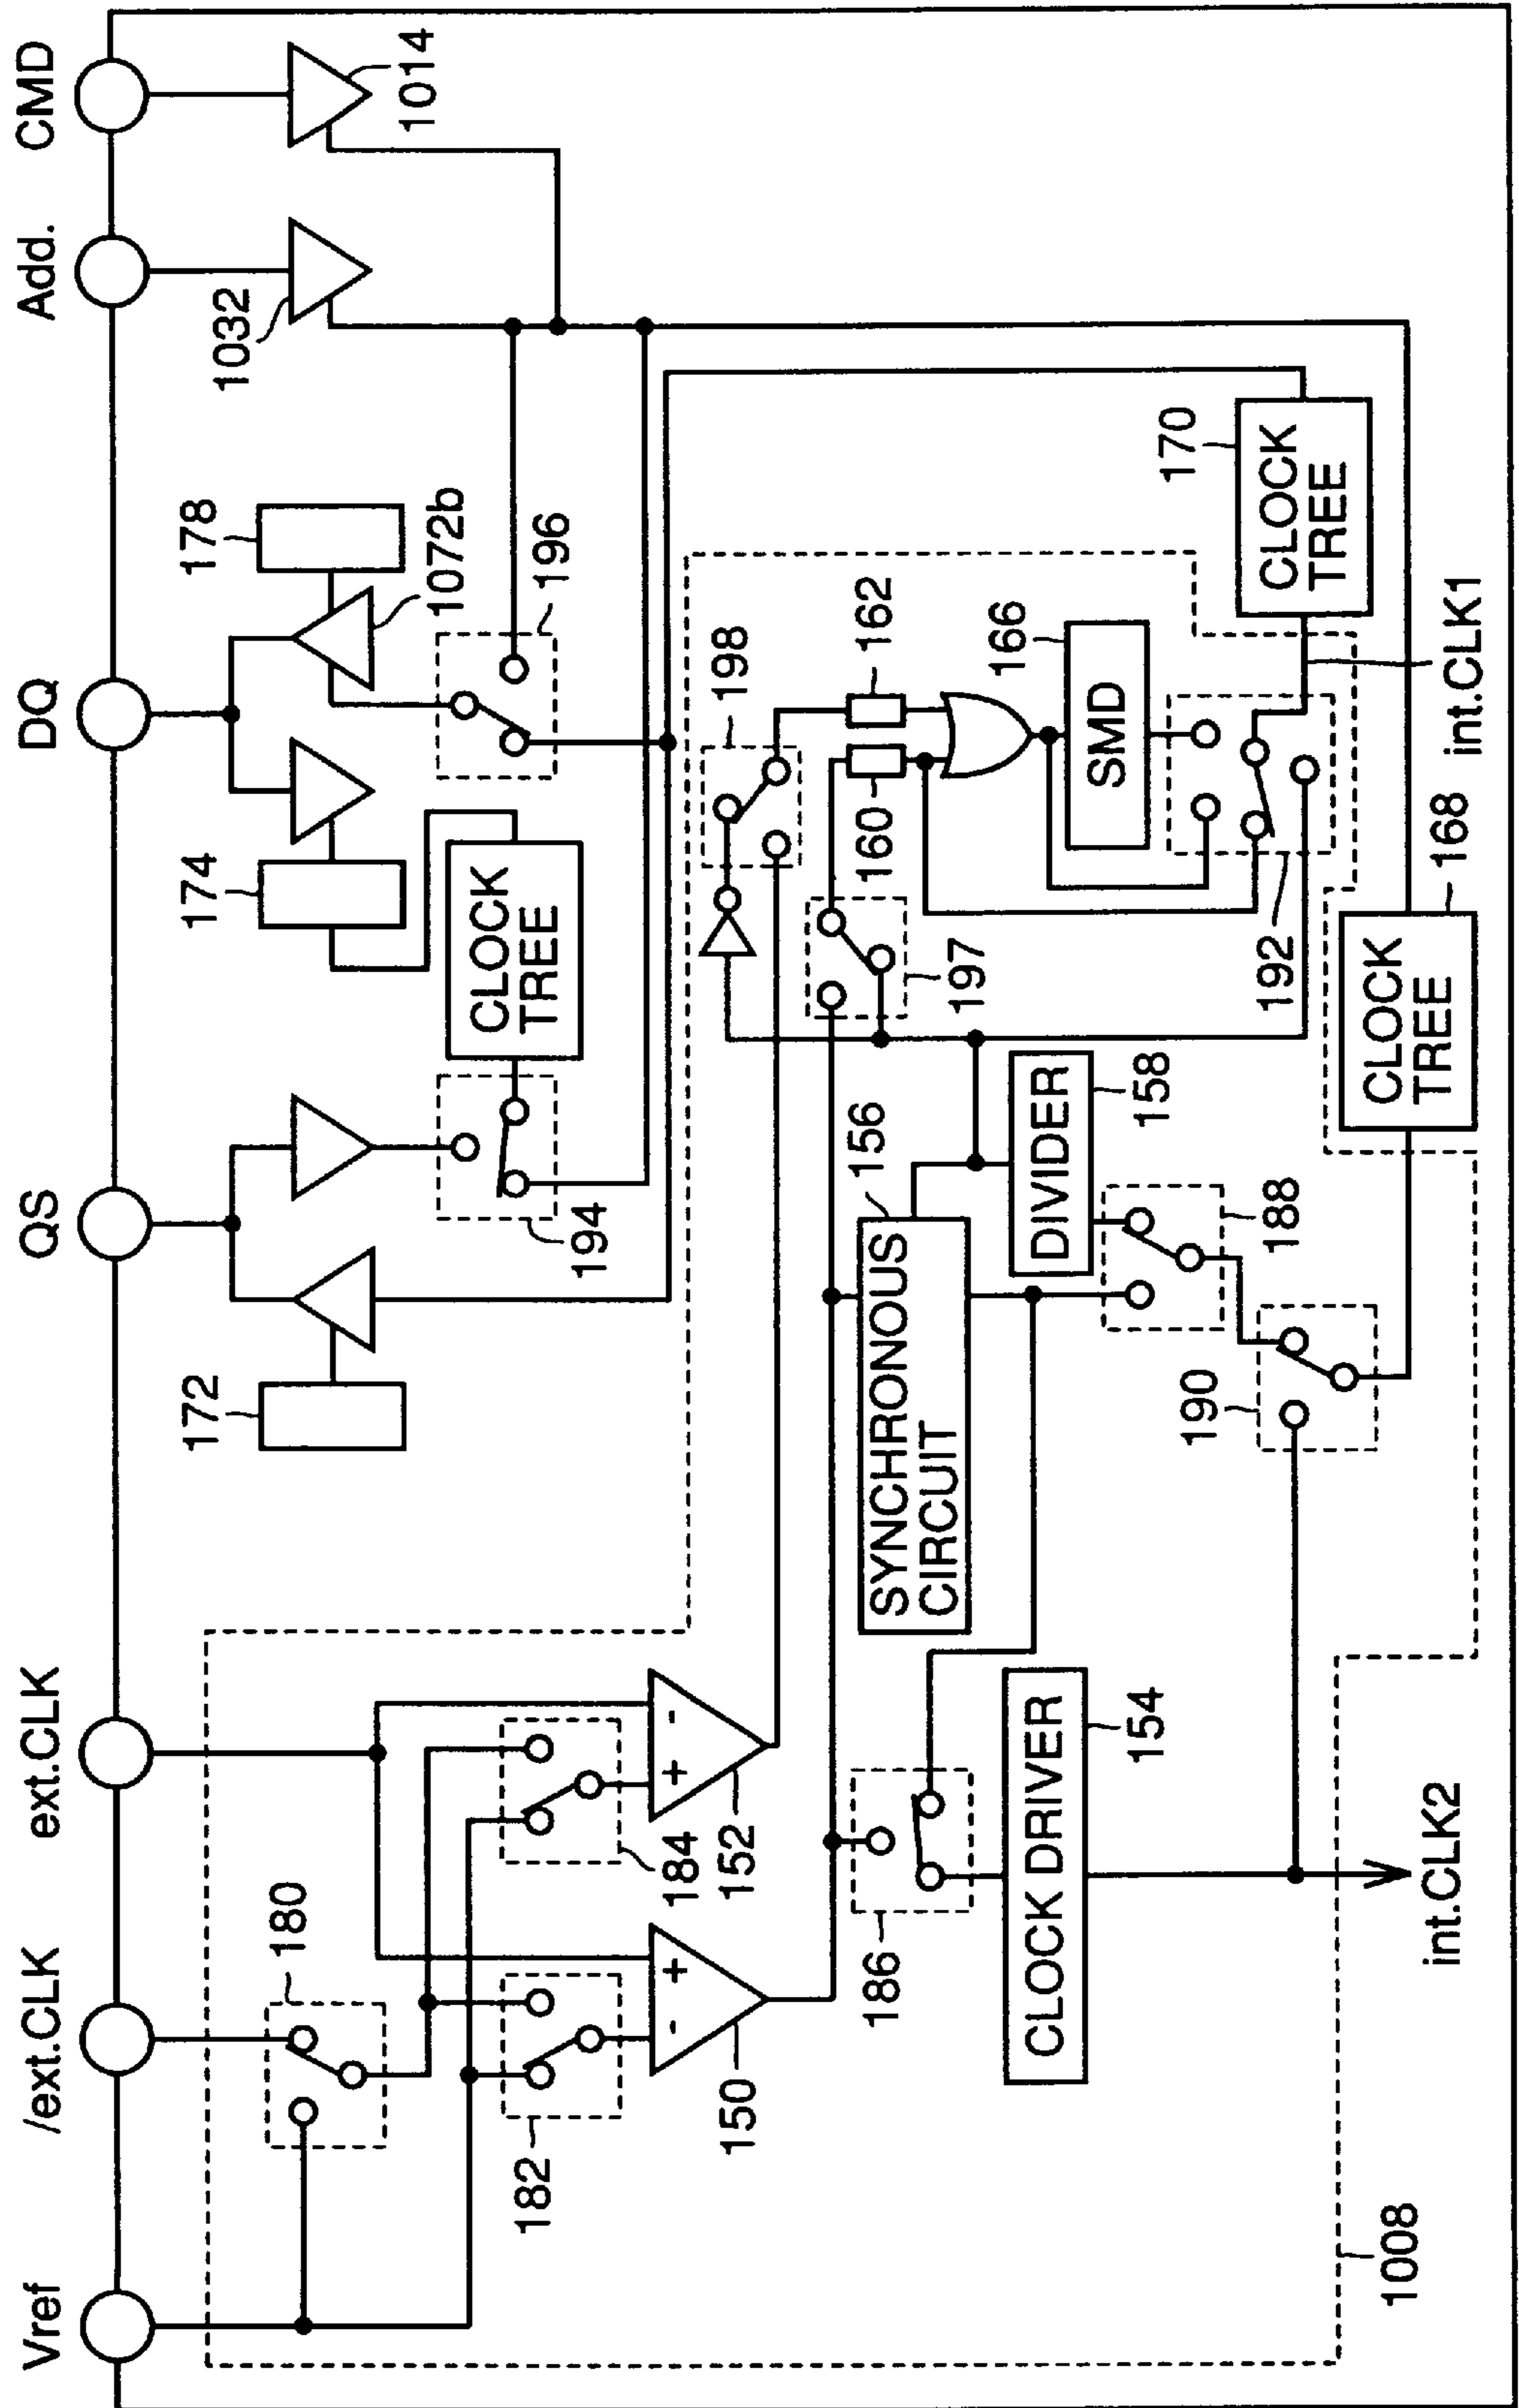 Vref
/ext.CLK
ext.CLK
QS
DQ
Add.
CMD
180
172
174
178
1032
1014
1072b
182
184
194
196
150
152
198
186
SYNCHRONOUS
CIRCUIT
156
CLOCK
TREE
197
160
162
CLOCK DRIVER
154
DIVIDER
158
SMD
166
190
188
192
170
CLOCK
TREE
1008
int.CLK2
CLOCK
TREE
168
int.CLK1
-
+
+
-